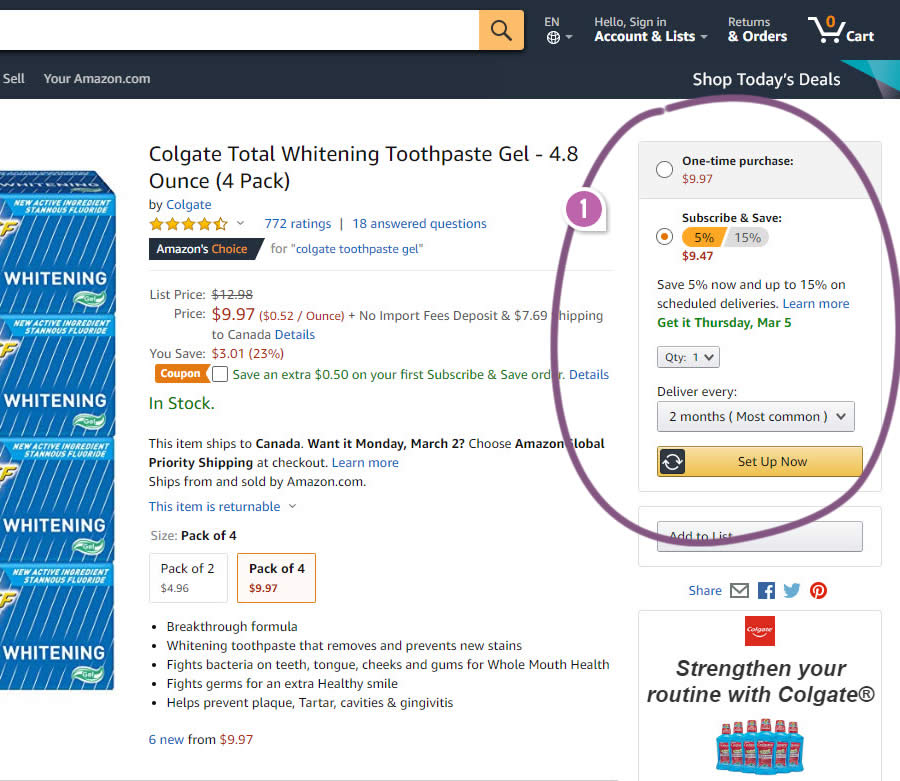 EN
Hello, Sign in
Account & Lists
Returns
& Orders
0
Cart
Sell Your Amazon.com
Shop Today's Deals
Colgate Total Whitening Toothpaste Gel - 4.8
Ounce (4 Pack)
by Colgate
772 ratings | 18 answered questions
Amazon's Choice for "colgate toothpaste gel"
List Price: $12.98
Price: $9.97 ($0.52 / Ounce) + No Import Fees Deposit & $7.69 Shipping
to Canada Details
You Save: $3.01 (23%)
Coupon Save an extra $0.50 on your first Subscribe & Save order. Details
In Stock.
This item ships to Canada. Want it Monday, March 2? Choose AmazonGlobal
Priority Shipping at checkout. Learn more
Ships from and sold by Amazon.com.
This item is returnable
Size: Pack of 4
Pack of 2
$4.96
Pack of 4
$9.97
• Breakthrough formula
• Whitening toothpaste that removes and prevents new stains
• Fights bacteria on teeth, tongue, cheeks and gums for Whole Mouth Health
• Fights germs for an extra Healthy smile
• Helps prevent plaque, Tartar, cavities & gingivitis
6 new from $9.97
1
One-time purchase:
$9.97
Subscribe & Save:
5% 15%
$9.47
Save 5% now and up to 15% on
scheduled deliveries. Learn more
Get it Thursday, Mar 5
Qty: 1
Deliver every:
2 months ( Most common )
Set Up Now
Add to List
Share
Colgate
Strengthen your
routine with Colgate®
WHITENING
NEW ACTIVE INGREDIENT
STANNOUS FLUORIDE
WHITENING
Gel
NEW ACTIVE INGREDIENT
STANNOUS FLUORIDE
WHITENING
Gel
NEW ACTIVE INGREDIENT
STANNOUS FLUORIDE
WHITENING
Gel
NEW ACTIVE INGREDIENT
STANNOUS FLUORIDE
WHITENING
Gel